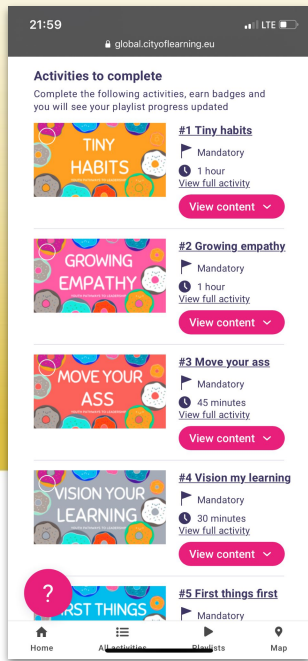 21:59
LTE
global.cityoflearning.eu
Activities to complete
Complete the following activities, earn badges and
you will see your playlist progress updated
TINY
HABITS
#1 Tiny habits
Mandatory
1 hour
View full activity
View content
GROWING
EMPATHY
#2 Growing empathy
Mandatory
1 hour
View full activity
View content
MOVE YOUR
ASS
#3 Move your ass
Mandatory
45 minutes
View full activity
View content
VISION YOUR
LEARNING
#4 Vision my learning
Mandatory
30 minutes
View full activity
View content
?
#5 First things first
Mandatory
Home
All activities
Playlists
Map